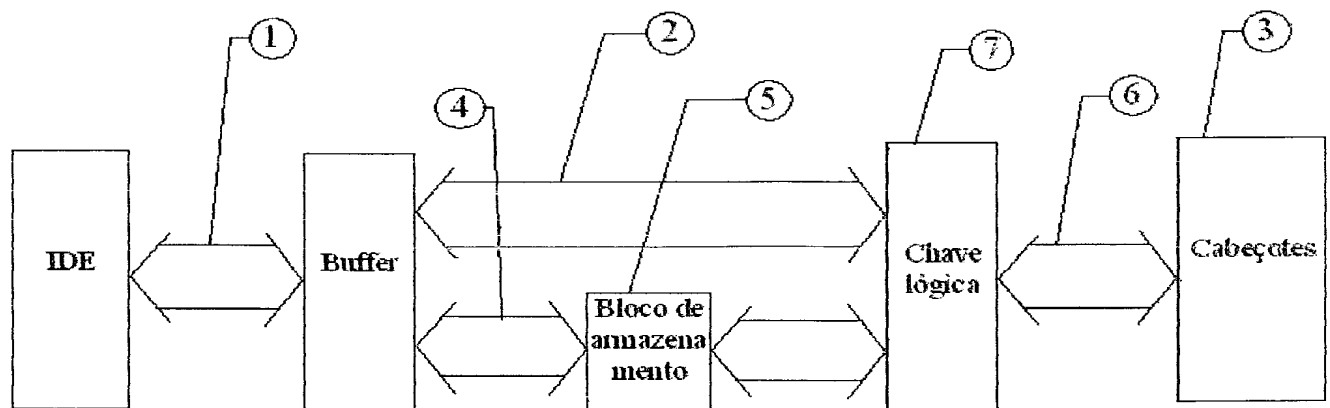 1
2
7
3
4
5
6
IDE
Buffer
Bloco de
armazena
mento
Chave
lógica
Cabeçotes